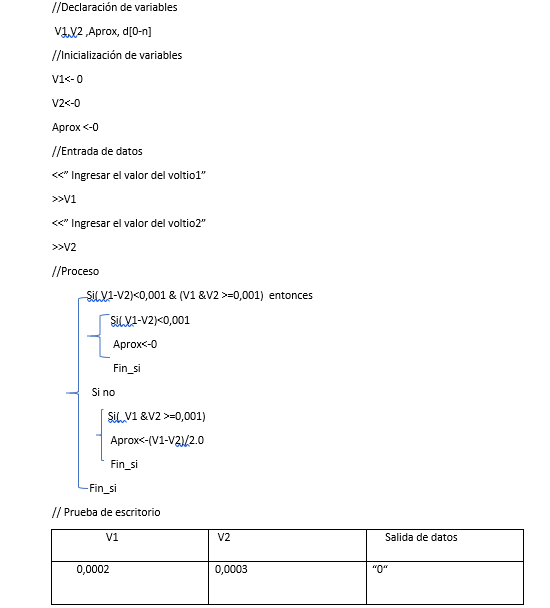 //Declaración de variables
V1,V2 ,Aprox, d[0-n]
//Inicialización de variables
V1<- 0
V2<-0
Aprox <-0
//Entrada de datos
<<” Ingresar el valor del voltio1”
>>V1
<<” Ingresar el valor del voltio2”
>>V2
//Proceso
Si( V1-V2)<0,001 & (V1 &V2 >=0,001) entonces
Si( V1-V2)<0,001
Aprox<-0
Fin_si
Si no
Si( V1 &V2 >=0,001)
Aprox<-(V1-V2)/2.0
Fin_si
Fin_si
// Prueba de escritorio
V1 V2 Salida de datos
0,0002 0,0003 “0”